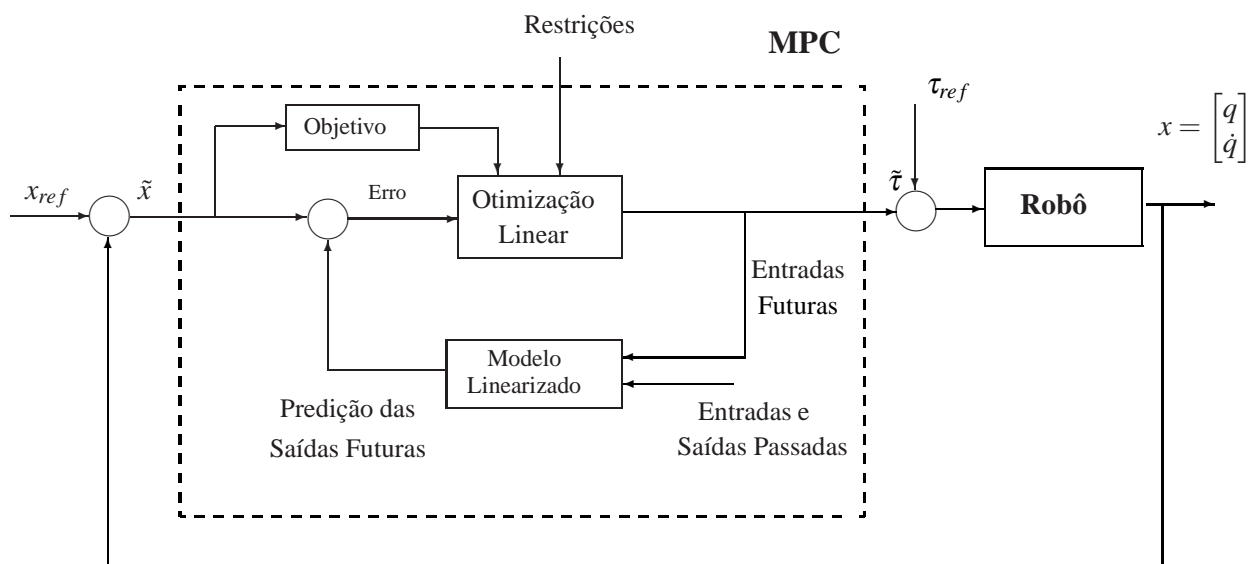 Restrições
MPC
τ_ref
x = [q
q̇]
Objetivo
x_ref
x̃
Erro
Otimização
Linear
τ̃
Robô
Entradas
Futuras
Modelo
Linearizado
Predição das
Saídas Futuras
Entradas e
Saídas Passadas